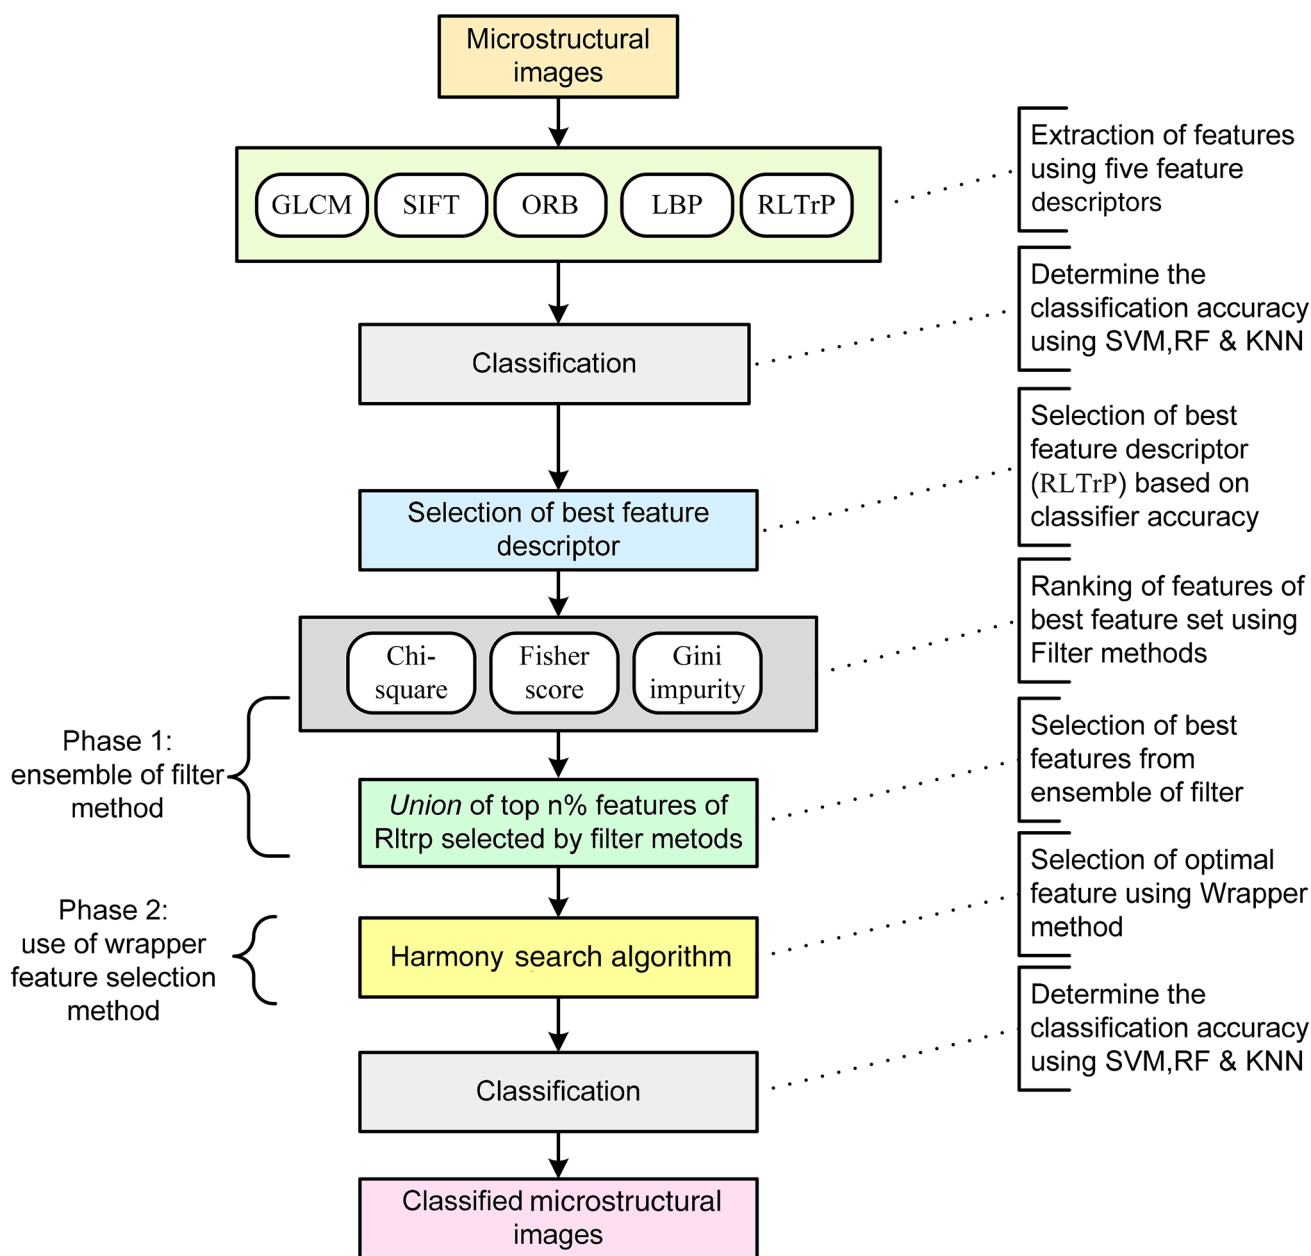 Microstructural
images
GLCM
SIFT
ORB
LBP
RLTrP
Extraction of features
using five feature
descriptors
Classification
Determine the
classification accuracy
using SVM,RF & KNN
Selection of best feature
descriptor
Selection of best
feature descriptor
(RLTrP) based on
classifier accuracy
Chi-
square
Fisher
score
Gini
impurity
Ranking of features of
best feature set using
Filter methods
Phase 1:
ensemble of filter
method
Union of top n% features of
Rltrp selected by filter metods
Selection of best
features from
ensemble of filter
Phase 2:
use of wrapper
feature selection
method
Harmony search algorithm
Selection of optimal
feature using Wrapper
method
Classification
Determine the
classification accuracy
using SVM,RF & KNN
Classified microstructural
images